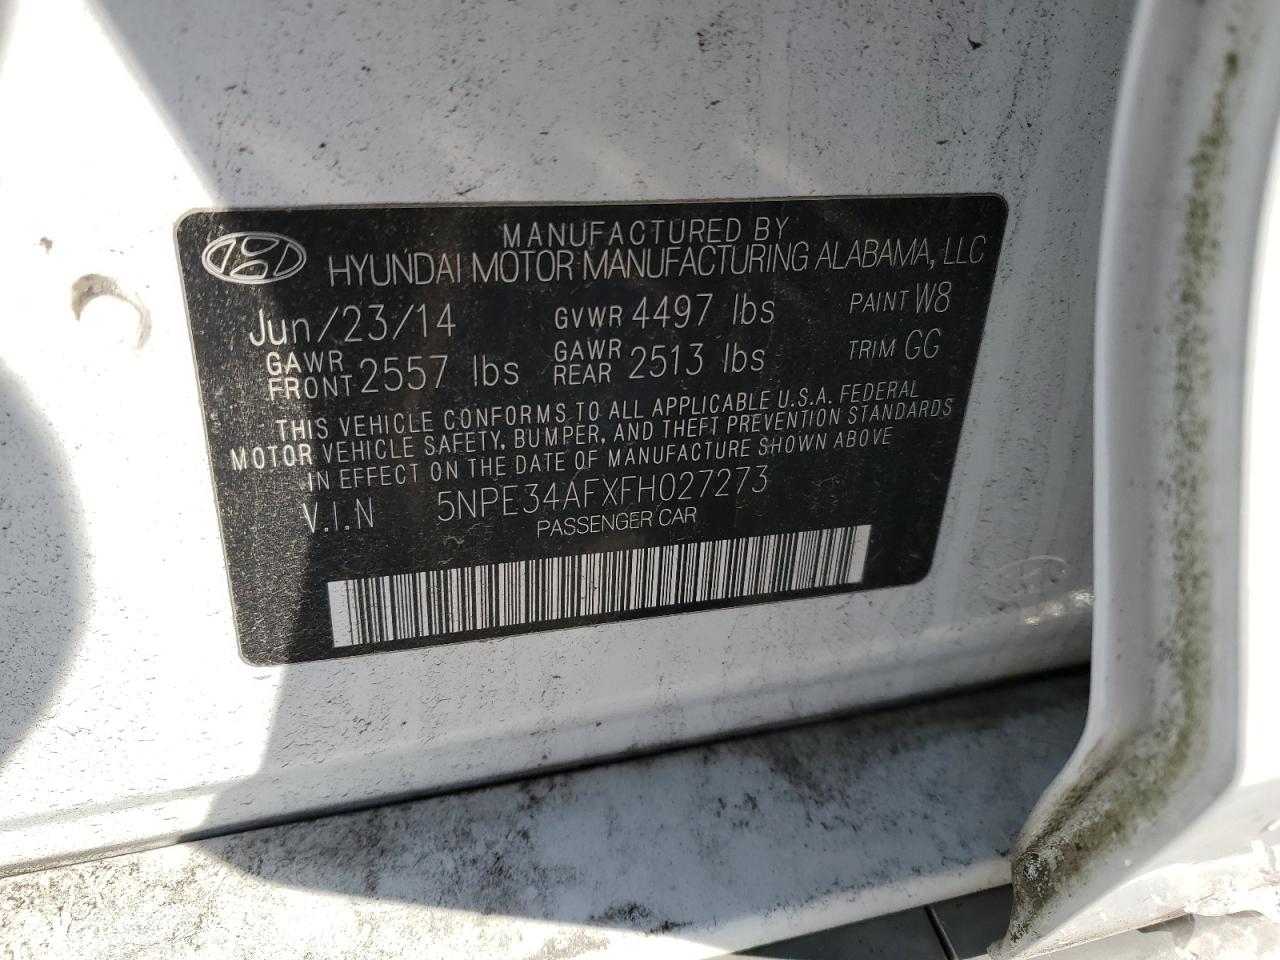 MANUFACTURED BY
HYUNDAI MOTOR MANUFACTURING ALABAMA, LLC
Jun/23/14 GVWR 4497 lbs PAINT W8
GAWR FRONT 2557 lbs GAWR REAR 2513 lbs TRIM GG
THIS VEHICLE CONFORMS TO ALL APPLICABLE U.S.A. FEDERAL
MOTOR VEHICLE SAFETY, BUMPER, AND THEFT PREVENTION STANDARDS
IN EFFECT ON THE DATE OF MANUFACTURE SHOWN ABOVE
V.I.N 5NPE34AFXFH027273
PASSENGER CAR